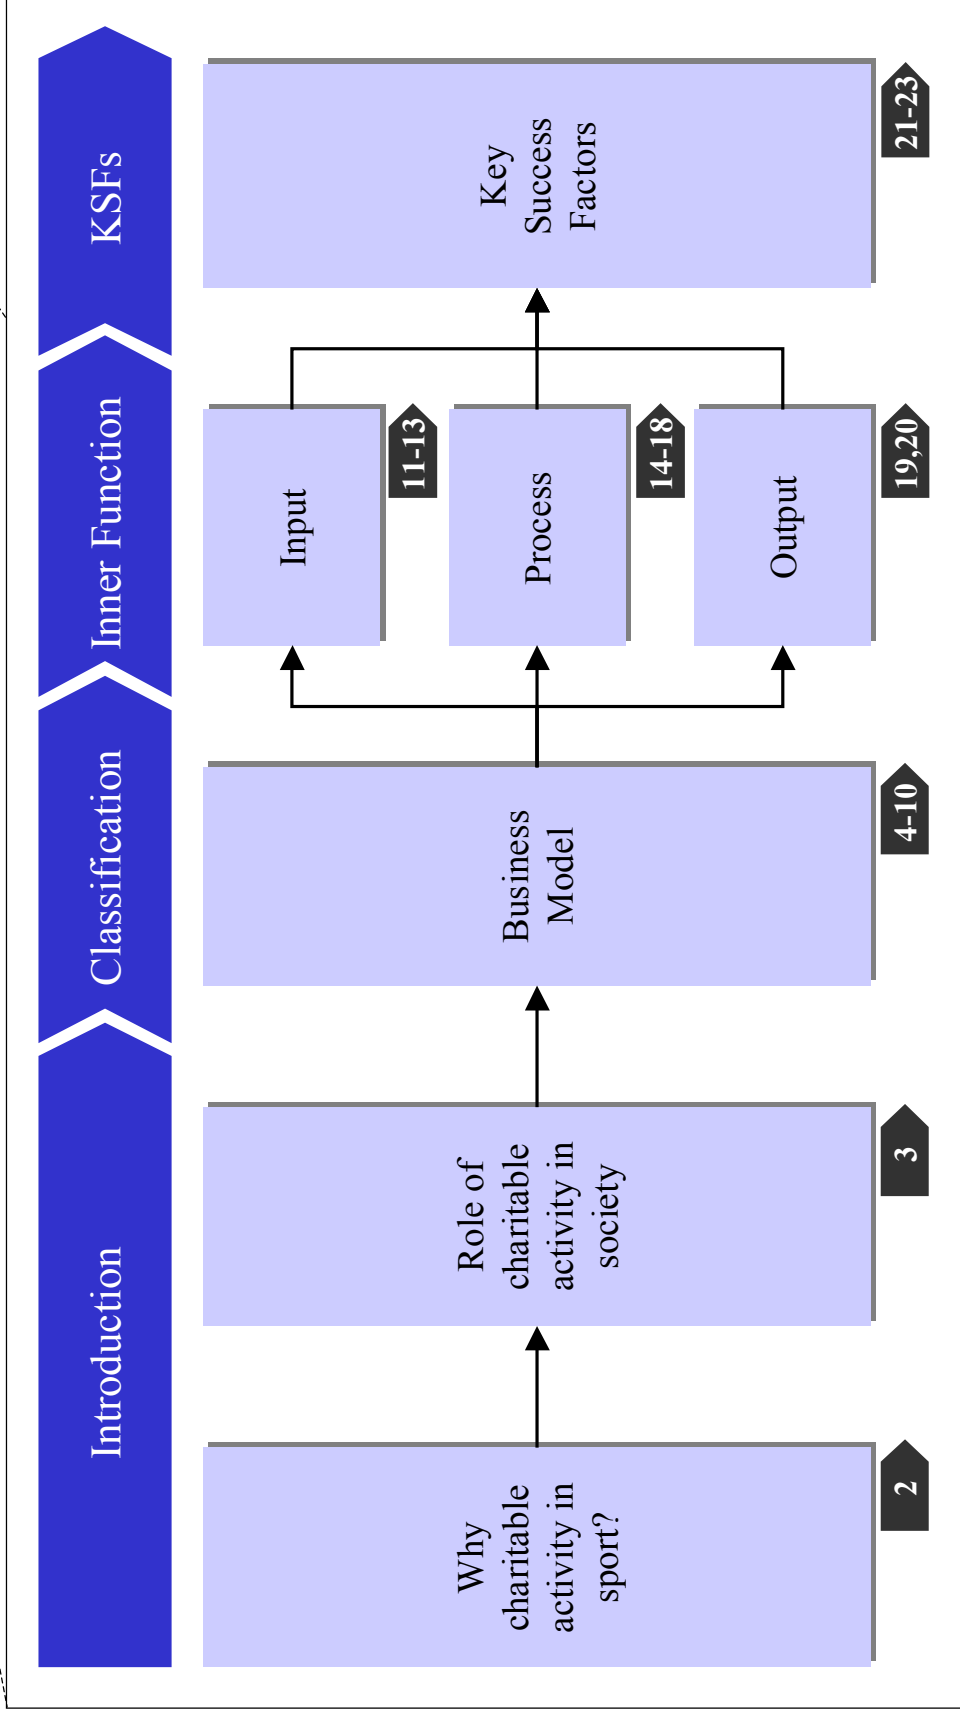 Introduction
Classification
Inner Function
KSFs
Why
charitable
activity in
sport?
2
Role of
charitable
activity in
society
3
Business
Model
4-10
Input
11-13
Process
14-18
Output
19,20
Key
Success
Factors
21-23